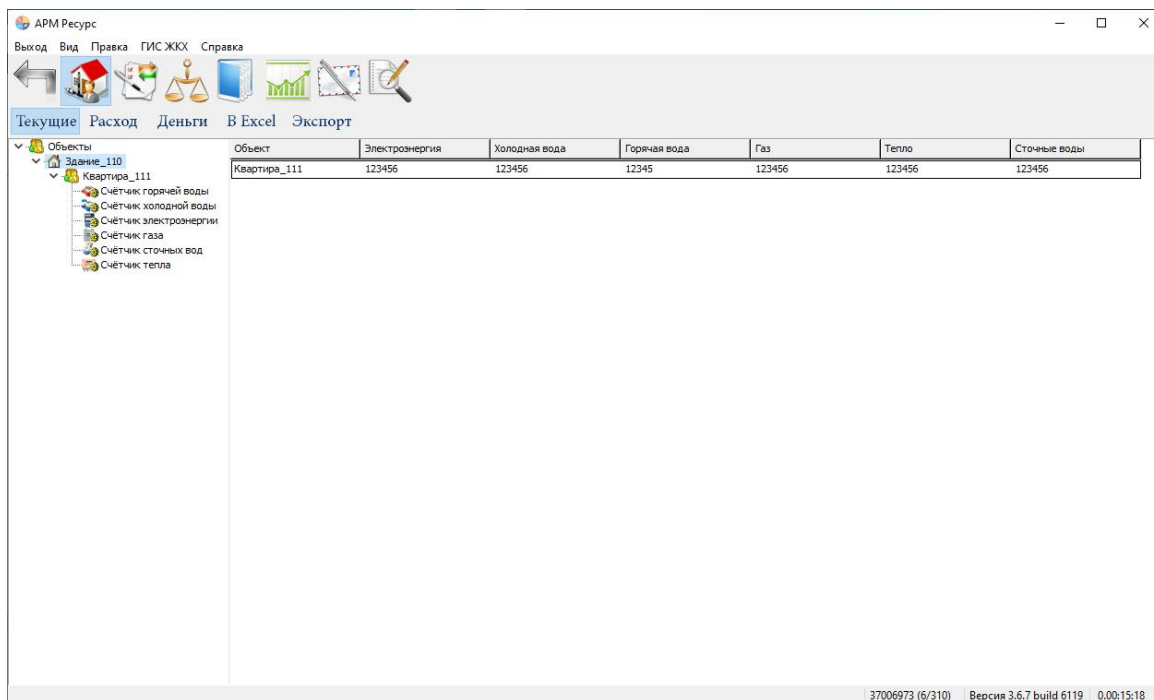 АРМ Ресурс
Выход Вид Правка ГИС ЖКХ Справка
Текущие Расход Деньги В Excel Экспорт
Объекты
Здание_110
Квартира_111
Счётчик горячей воды
Счётчик холодной воды
Счётчик электроэнергии
Счётчик газа
Счётчик сточных вод
Счётчик тепла
Объект Электроэнергия Холодная вода Горячая вода Газ Тепло Сточные воды
Квартира_111 123456 123456 12345 123456 123456 123456
37006973 (6/310) Версия 3.6.7 build 6119 0.00:15:18